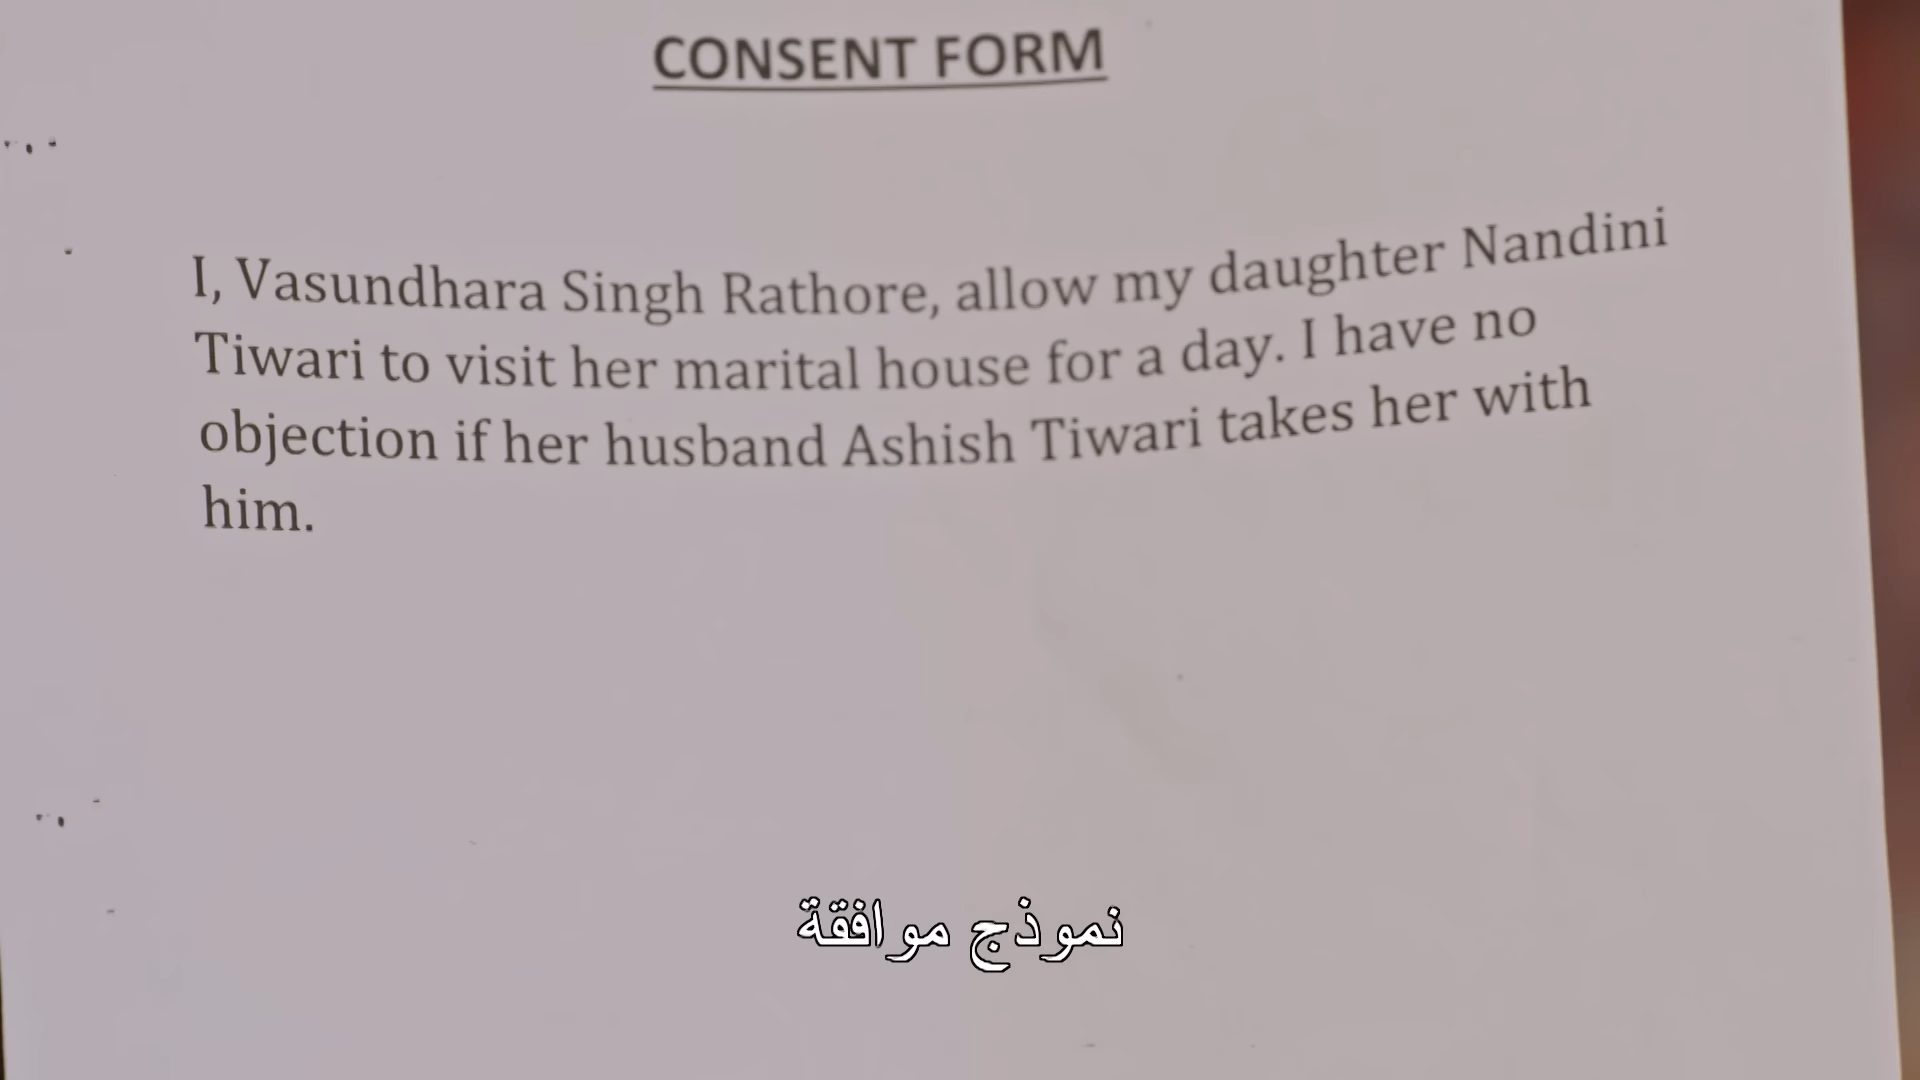 CONSENT FORM
I, Vasundhara Singh Rathore, allow my daughter Nandini
Tiwari to visit her marital house for a day. I have no
objection if her husband Ashish Tiwari takes her with
him.
نموذج موافقة